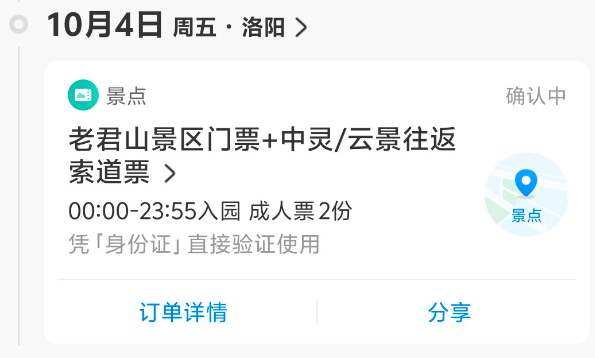 10月4日 周五 · 洛阳
景点
确认中
老君山景区门票+中灵/云景往返
索道票
00:00-23:55入园 成人票2份
凭「身份证」直接验证使用
景点
订单详情
分享